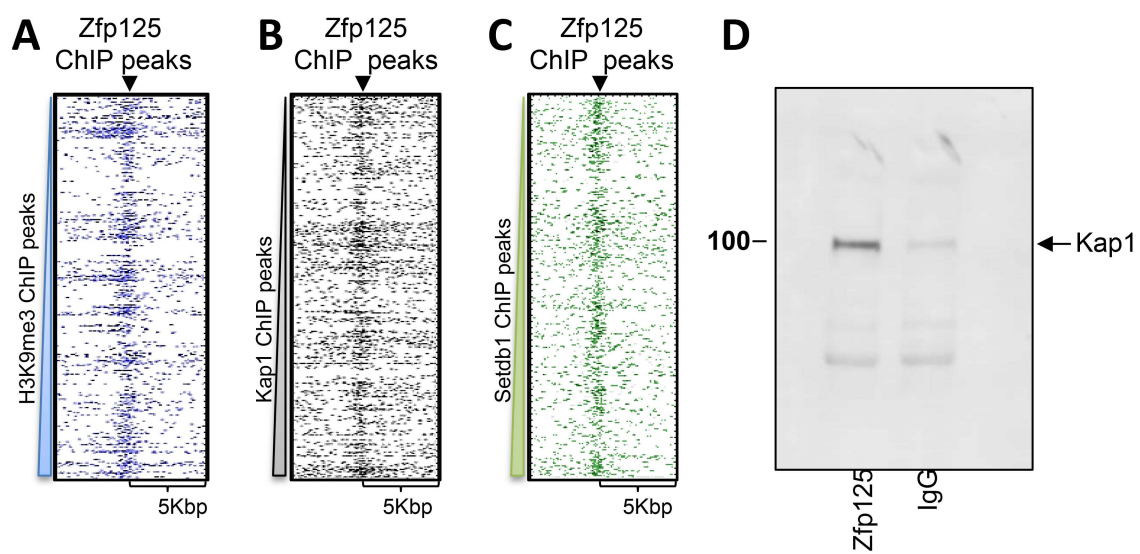 A
Zfp125
ChIP peaks
H3K9me3 ChIP peaks
5Kbp
B
Zfp125
ChIP peaks
Kap1 ChIP peaks
5Kbp
C
Zfp125
ChIP peaks
Setdb1 ChIP peaks
5Kbp
D
100
Kap1
Zfp125
IgG